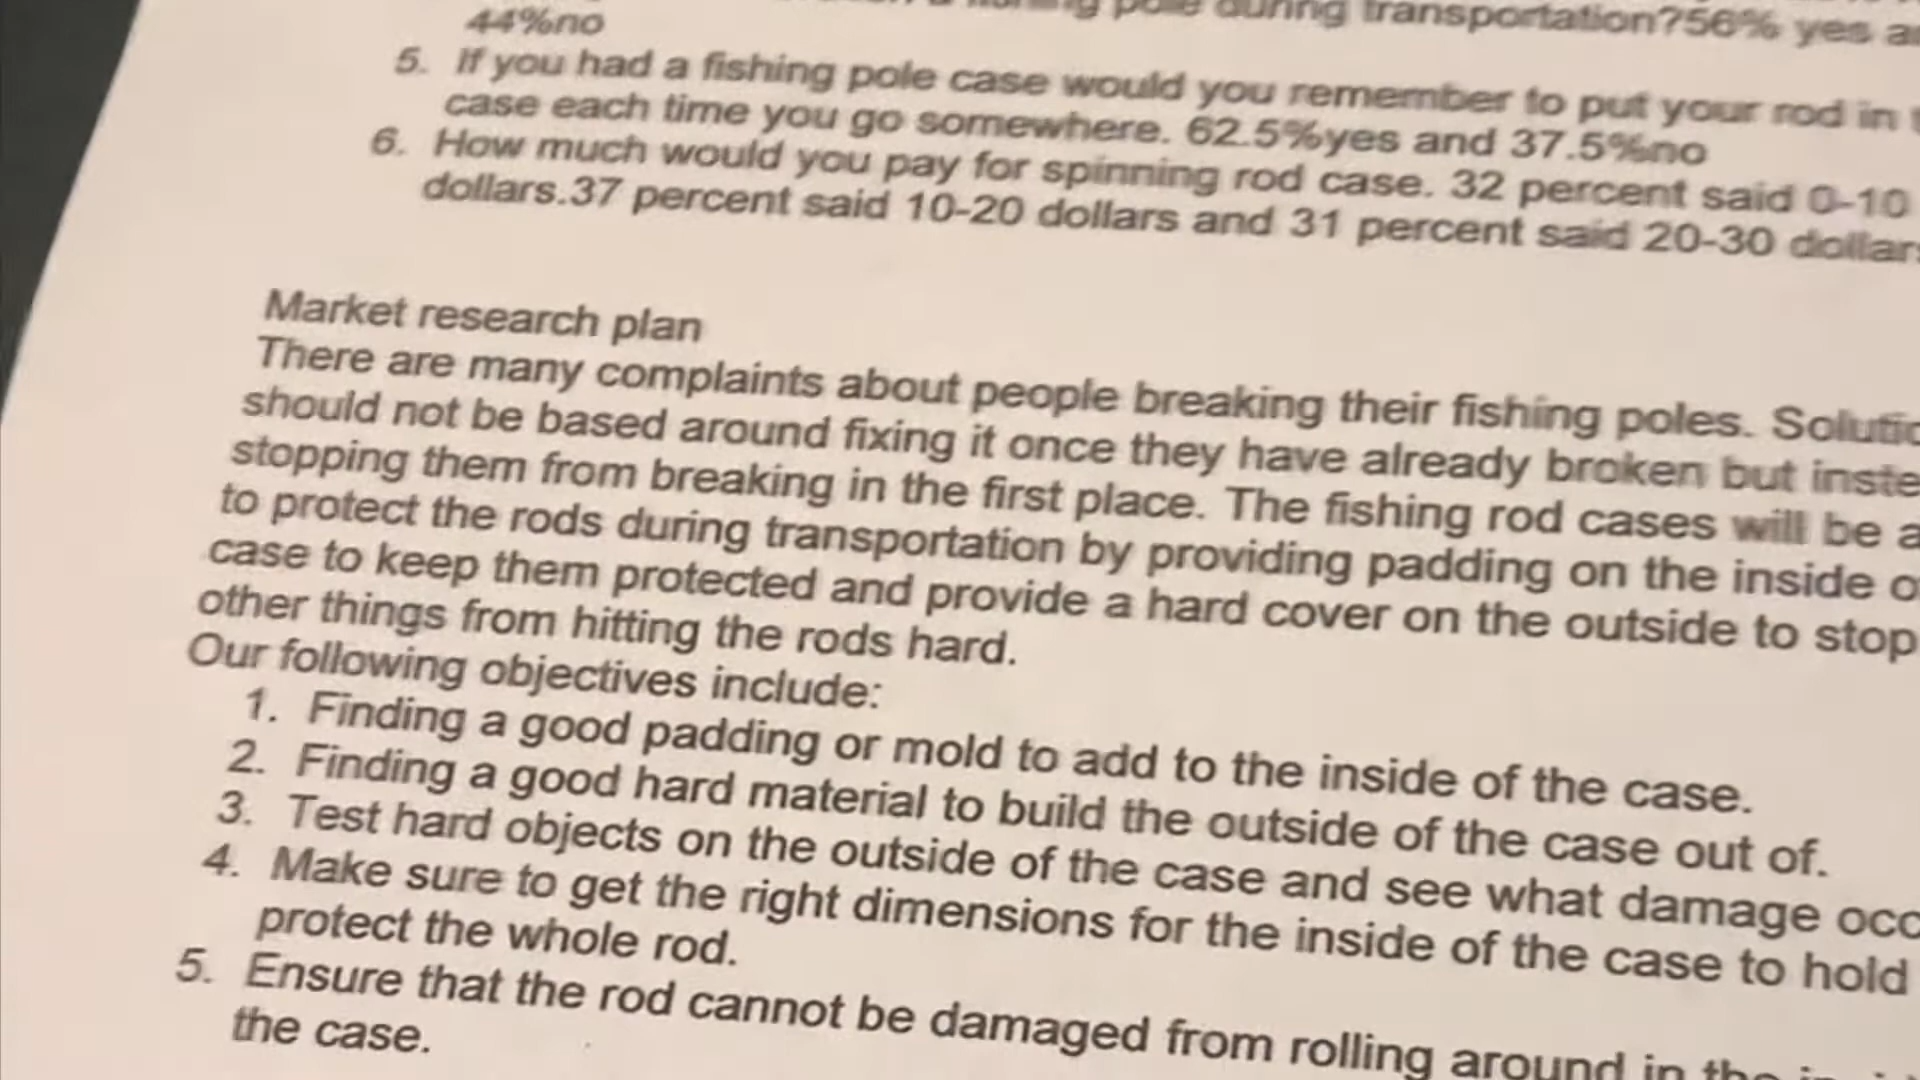 pole during transportation?56% yes
44%no
5. If you had a fishing pole case would you remember to put your rod in
case each time you go somewhere. 62.5%yes and 37.5%no
6. How much would you pay for spinning rod case. 32 percent said 0-10
dollars.37 percent said 10-20 dollars and 31 percent said 20-30 dollar
Market research plan
There are many complaints about people breaking their fishing poles. Solutio
should not be based around fixing it once they have already broken but inste
stopping them from breaking in the first place. The fishing rod cases will be a
to protect the rods during transportation by providing padding on the inside o
case to keep them protected and provide a hard cover on the outside to stop
other things from hitting the rods hard.
Our following objectives include:
1. Finding a good padding or mold to add to the inside of the case.
2. Finding a good hard material to build the outside of the case out of.
3. Test hard objects on the outside of the case and see what damage occ
4. Make sure to get the right dimensions for the inside of the case to hold
protect the whole rod.
5. Ensure that the rod cannot be damaged from rolling around in
the case.